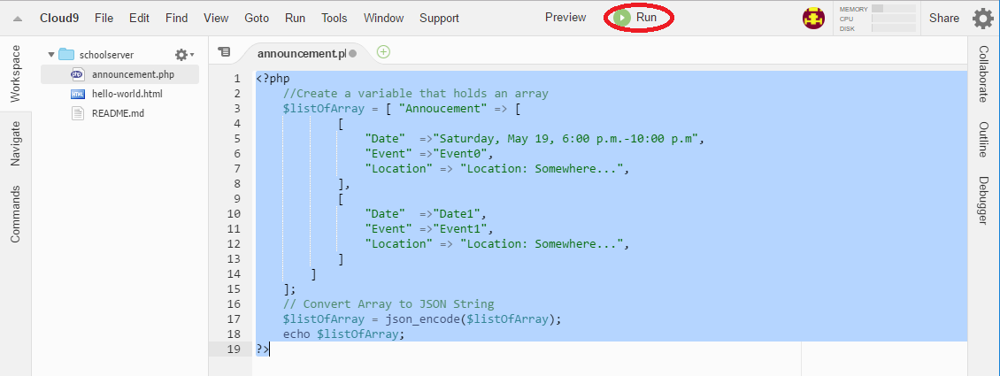 Cloud9 File Edit Find View Goto Run Tools Window Support Preview Run MEMORY CPU DISK Share
Workspace
Navigate
Commands
schoolserver
announcement.php
hello-world.html
README.md
announcement.pl
1 <?php
2 //Create a variable that holds an array
3 $listOfArray = [ "Annoucement" => [
4 [
5 "Date"  =>"Saturday, May 19, 6:00 p.m.-10:00 p.m",
6 "Event" =>"Event0",
7 "Location" => "Location: Somewhere...",
8 ],
9 [
10 "Date"  =>"Date1",
11 "Event" =>"Event1",
12 "Location" => "Location: Somewhere...",
13 ]
14 ]
15 ];
16 // Convert Array to JSON String
17 $listOfArray = json_encode($listOfArray);
18 echo $listOfArray;
19 ?>
Collaborate
Outline
Debugger